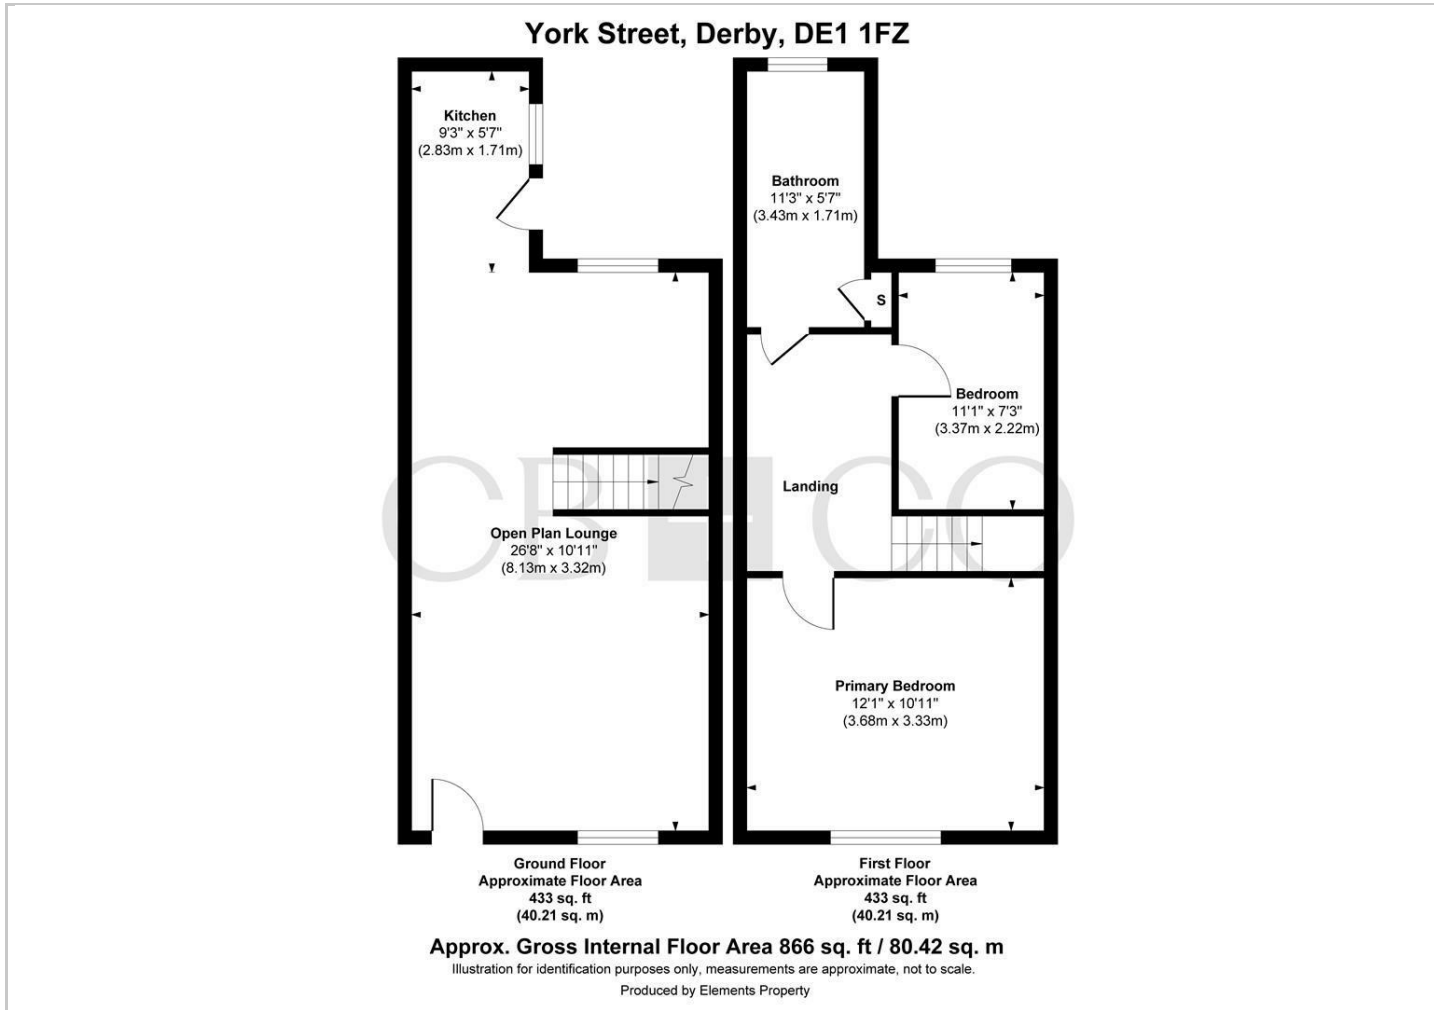 York Street, Derby, DE1 1FZ
Kitchen
9'3" x 5'7"
(2.83m x 1.71m)
Open Plan Lounge
26'8" x 10'11"
(8.13m x 3.32m)
Ground Floor
Approximate Floor Area
433 sq. ft
(40.21 sq. m)
Bathroom
11'3" x 5'7"
(3.43m x 1.71m)
S
Bedroom
11'1" x 7'3"
(3.37m x 2.22m)
Landing
Primary Bedroom
12'1" x 10'11"
(3.68m x 3.33m)
First Floor
Approximate Floor Area
433 sq. ft
(40.21 sq. m)
CB CO
Approx. Gross Internal Floor Area 866 sq. ft / 80.42 sq. m
Illustration for identification purposes only, measurements are approximate, not to scale.
Produced by Elements Property